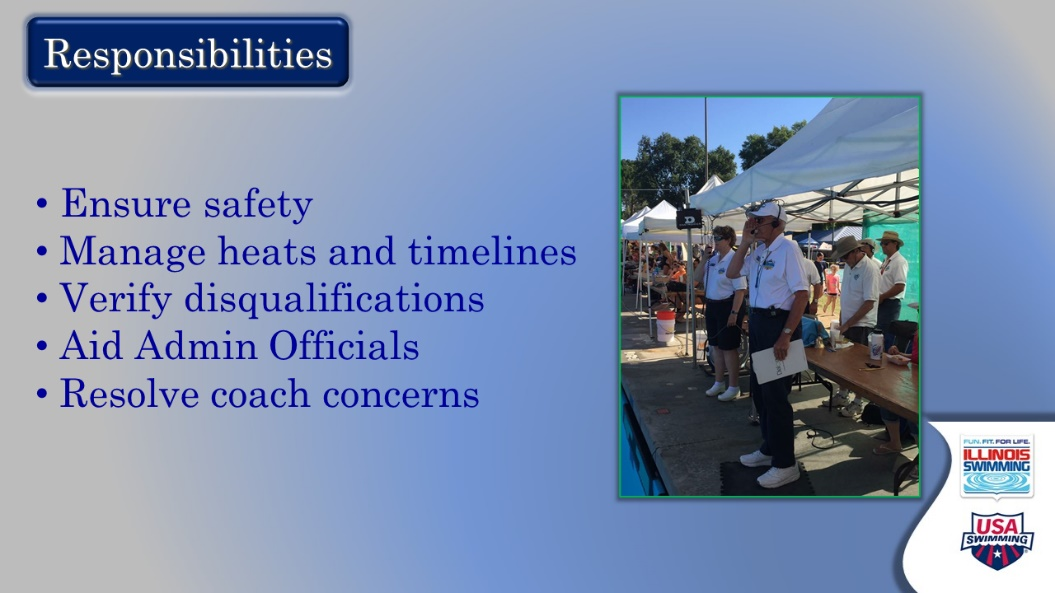 Responsibilities
• Ensure safety
• Manage heats and timelines
• Verify disqualifications
• Aid Admin Officials
• Resolve coach concerns
FUN. FIT. FOR LIFE.
ILLINOIS
SWIMMING
USA
SWIMMING